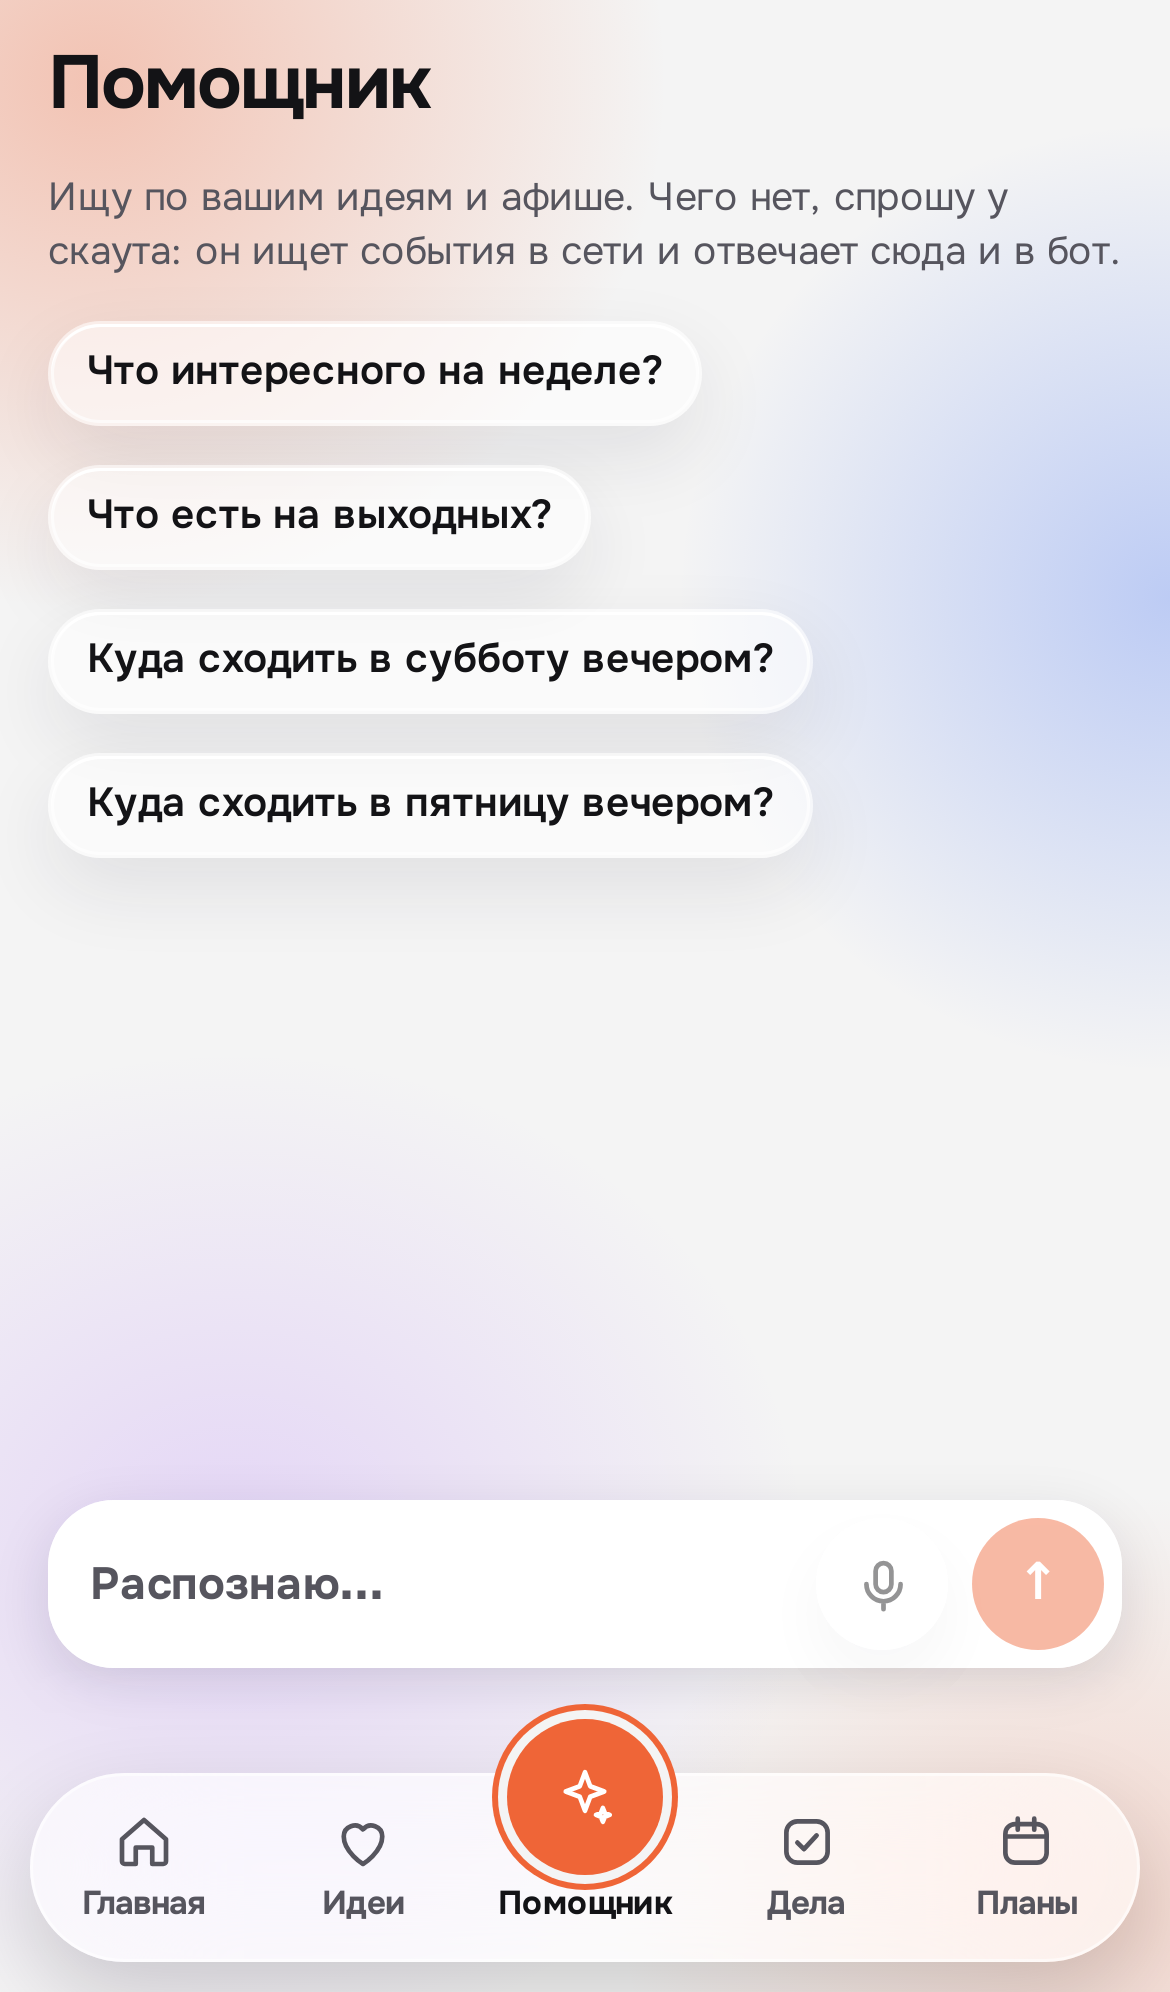 Помощник
Ищу по вашим идеям и афише. Чего нет, спрошу у
скаута: он ищет события в сети и отвечает сюда и в бот.
Что интересного на неделе?
Что есть на выходных?
Куда сходить в субботу вечером?
Куда сходить в пятницу вечером?
Распознаю...
Главная
Идеи
Помощник
Дела
Планы